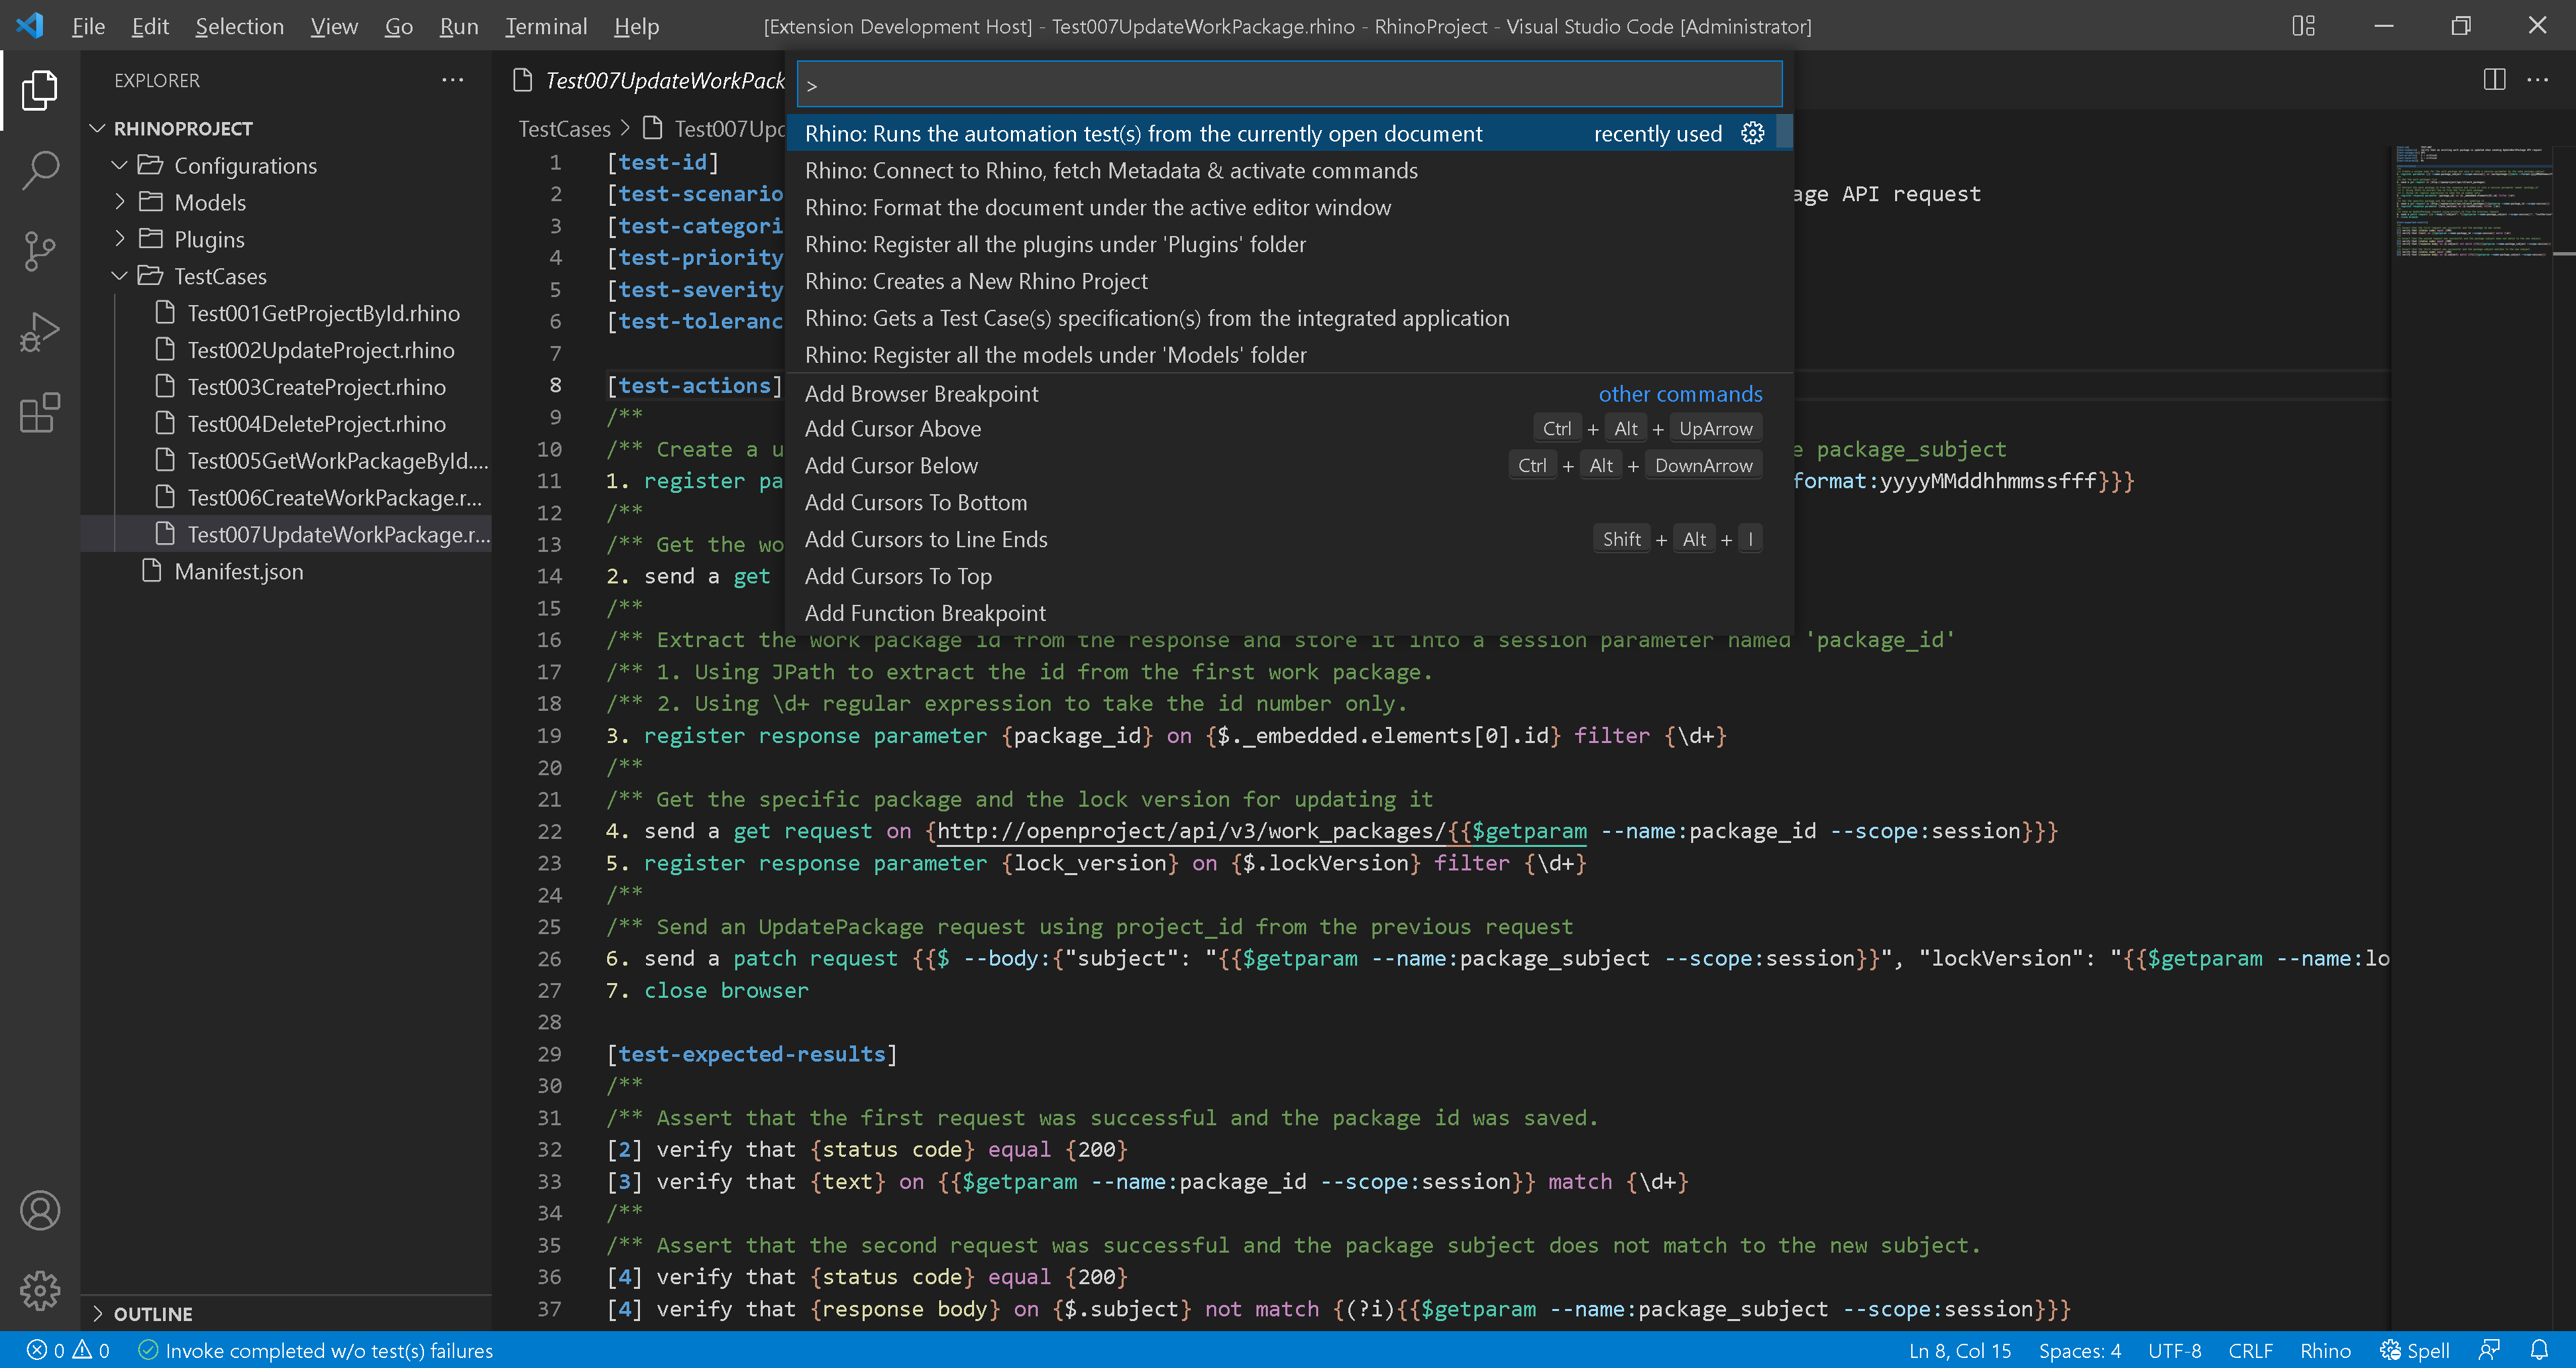 File Edit Selection View Go Run Terminal Help
[Extension Development Host] - Test007UpdateWorkPackage.rhino - RhinoProject - Visual Studio Code [Administrator]
EXPLORER
RHINOPROJECT
Configurations
Models
Plugins
TestCases
Test001GetProjectById.rhino
Test002UpdateProject.rhino
Test003CreateProject.rhino
Test004DeleteProject.rhino
Test005GetWorkPackageById....
Test006CreateWorkPackage.r...
Test007UpdateWorkPackage.r...
Manifest.json
OUTLINE
Test007UpdateWorkPack
>
TestCases > Test007Upd
Rhino: Runs the automation test(s) from the currently open document recently used
Rhino: Connect to Rhino, fetch Metadata & activate commands
Rhino: Format the document under the active editor window
Rhino: Register all the plugins under 'Plugins' folder
Rhino: Creates a New Rhino Project
Rhino: Gets a Test Case(s) specification(s) from the integrated application
Rhino: Register all the models under 'Models' folder
Add Browser Breakpoint other commands
Add Cursor Above Ctrl + Alt + UpArrow
Add Cursor Below Ctrl + Alt + DownArrow
Add Cursors To Bottom
Add Cursors to Line Ends Shift + Alt + I
Add Cursors To Top
Add Function Breakpoint
1 [test-id]
2 [test-scenario age API request
3 [test-categori
4 [test-priority
5 [test-severity
6 [test-toleranc
7
8 [test-actions]
9 /**
10 /** Create a u e package_subject
11 1. register pa format:yyyyMMddhhmmssfff}}}
12 /**
13 /** Get the wo
14 2. send a get
15 /**
16 /** Extract the work package id from the response and store it into a session parameter named 'package_id'
17 /** 1. Using JPath to extract the id from the first work package.
18 /** 2. Using \d+ regular expression to take the id number only.
19 3. register response parameter {package_id} on {$._embedded.elements[0].id} filter {\d+}
20 /**
21 /** Get the specific package and the lock version for updating it
22 4. send a get request on {http://openproject/api/v3/work_packages/{{$getparam --name:package_id --scope:session}}}
23 5. register response parameter {lock_version} on {$.lockVersion} filter {\d+}
24 /**
25 /** Send an UpdatePackage request using project_id from the previous request
26 6. send a patch request {{$ --body:{"subject": "{{$getparam --name:package_subject --scope:session}}", "lockVersion": "{{$getparam --name:lo
27 7. close browser
28
29 [test-expected-results]
30 /**
31 /** Assert that the first request was successful and the package id was saved.
32 [2] verify that {status code} equal {200}
33 [3] verify that {text} on {{$getparam --name:package_id --scope:session}} match {\d+}
34 /**
35 /** Assert that the second request was successful and the package subject does not match to the new subject.
36 [4] verify that {status code} equal {200}
37 [4] verify that {response body} on {$.subject} not match {(?i){{$getparam --name:package_subject --scope:session}}}
0 0 Invoke completed w/o test(s) failures Ln 8, Col 15 Spaces: 4 UTF-8 CRLF Rhino Spell